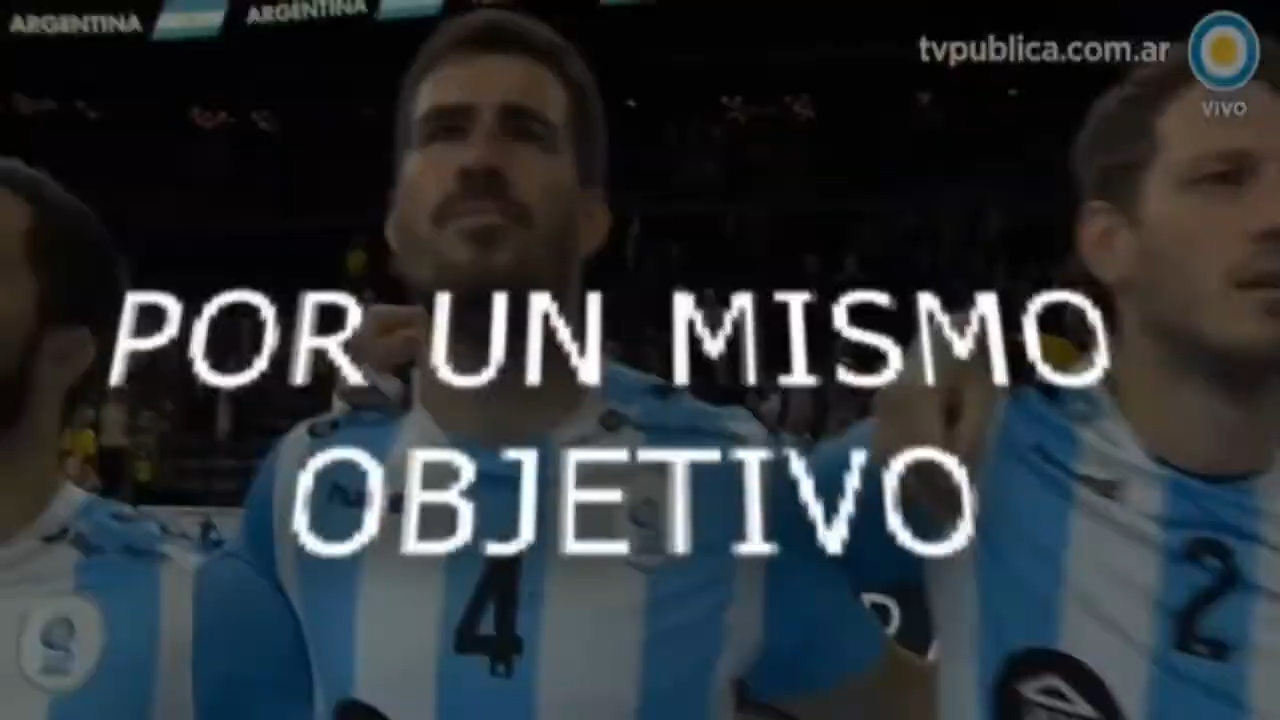 ARGENTINA ARGENTINA
tvpublica.com.ar
VIVO
POR UN MISMO
OBJETIVO
4
2